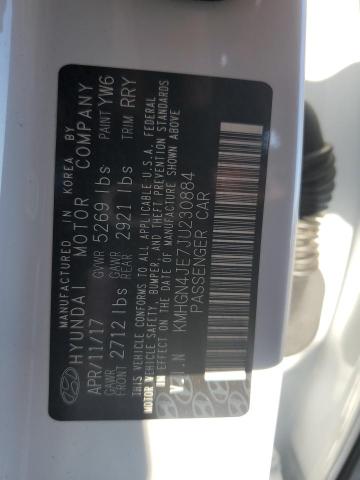 MANUFACTURED IN KOREA BY
HYUNDAI MOTOR COMPANY
APR/11/17 GVWR 5269 lbs PAINT YW6
GAWR FRONT 2712 lbs GAWR REAR 2921 lbs TRIM RRY
THIS VEHICLE CONFORMS TO ALL APPLICABLE U.S.A. FEDERAL
MOTOR VEHICLE SAFETY, BUMPER, AND THEFT PREVENTION STANDARDS
IN EFFECT ON THE DATE OF MANUFACTURE SHOWN ABOVE
V.I.N KMHGN4JE7JU230884
PASSENGER CAR